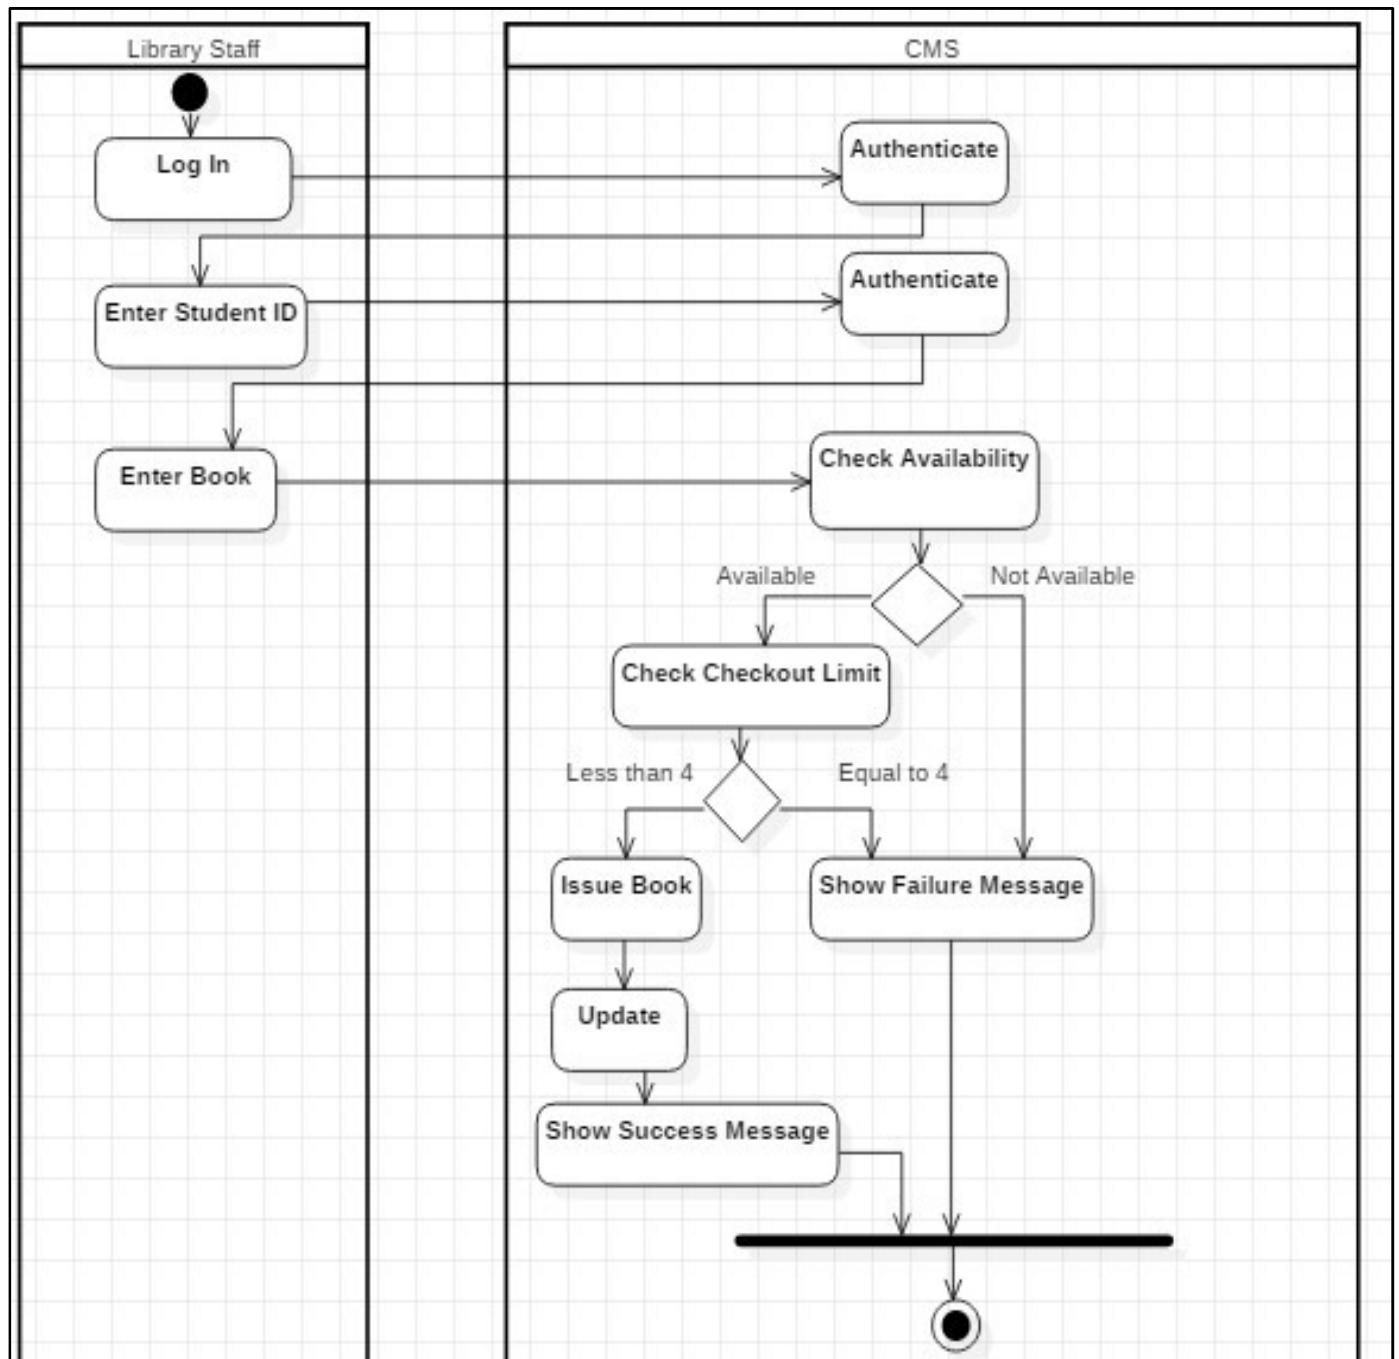 Library Staff
CMS
Log In
Authenticate
Enter Student ID
Authenticate
Enter Book
Check Availability
Available
Not Available
Check Checkout Limit
Less than 4
Equal to 4
Issue Book
Show Failure Message
Update
Show Success Message